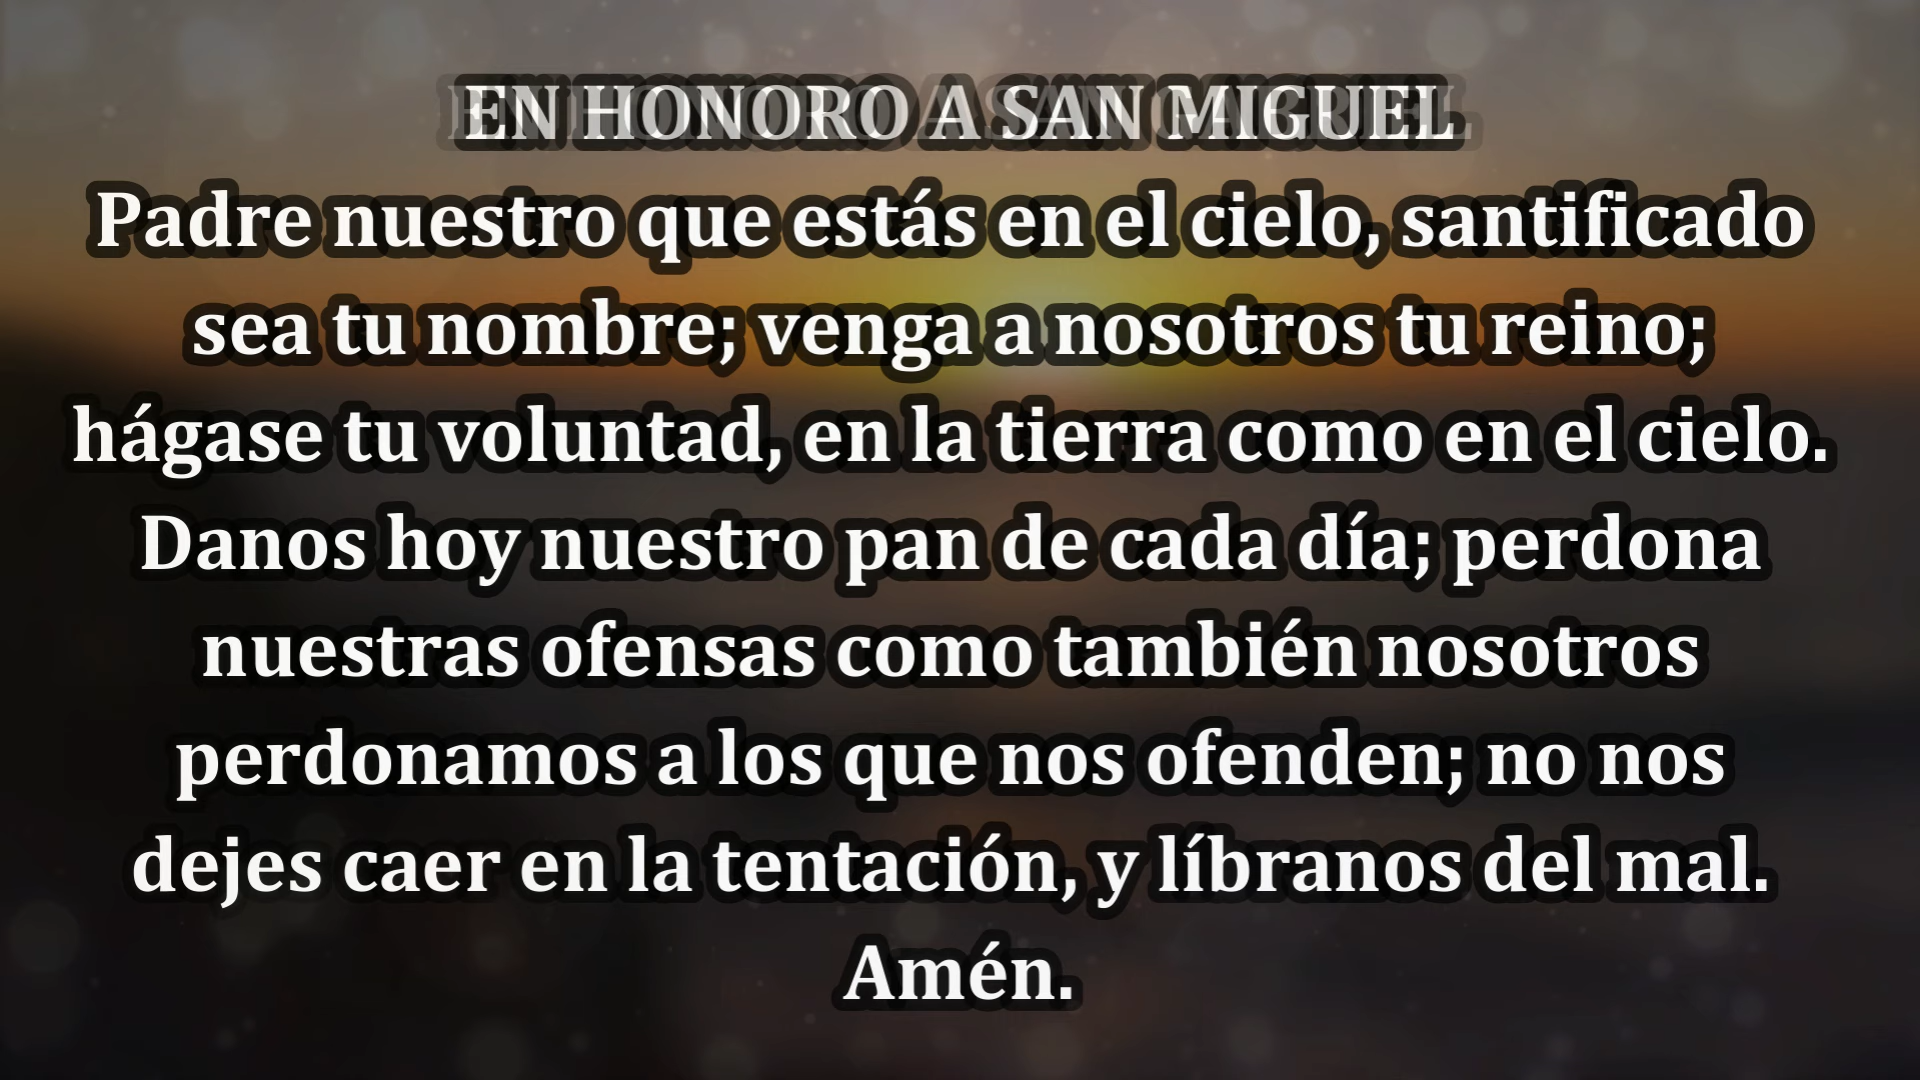 EN HONORO A SAN MIGUEL
Padre nuestro que estás en el cielo, santificado
sea tu nombre; venga a nosotros tu reino;
hágase tu voluntad, en la tierra como en el cielo.
Danos hoy nuestro pan de cada día; perdona
nuestras ofensas como también nosotros
perdonamos a los que nos ofenden; no nos
dejes caer en la tentación, y líbranos del mal.
Amén.